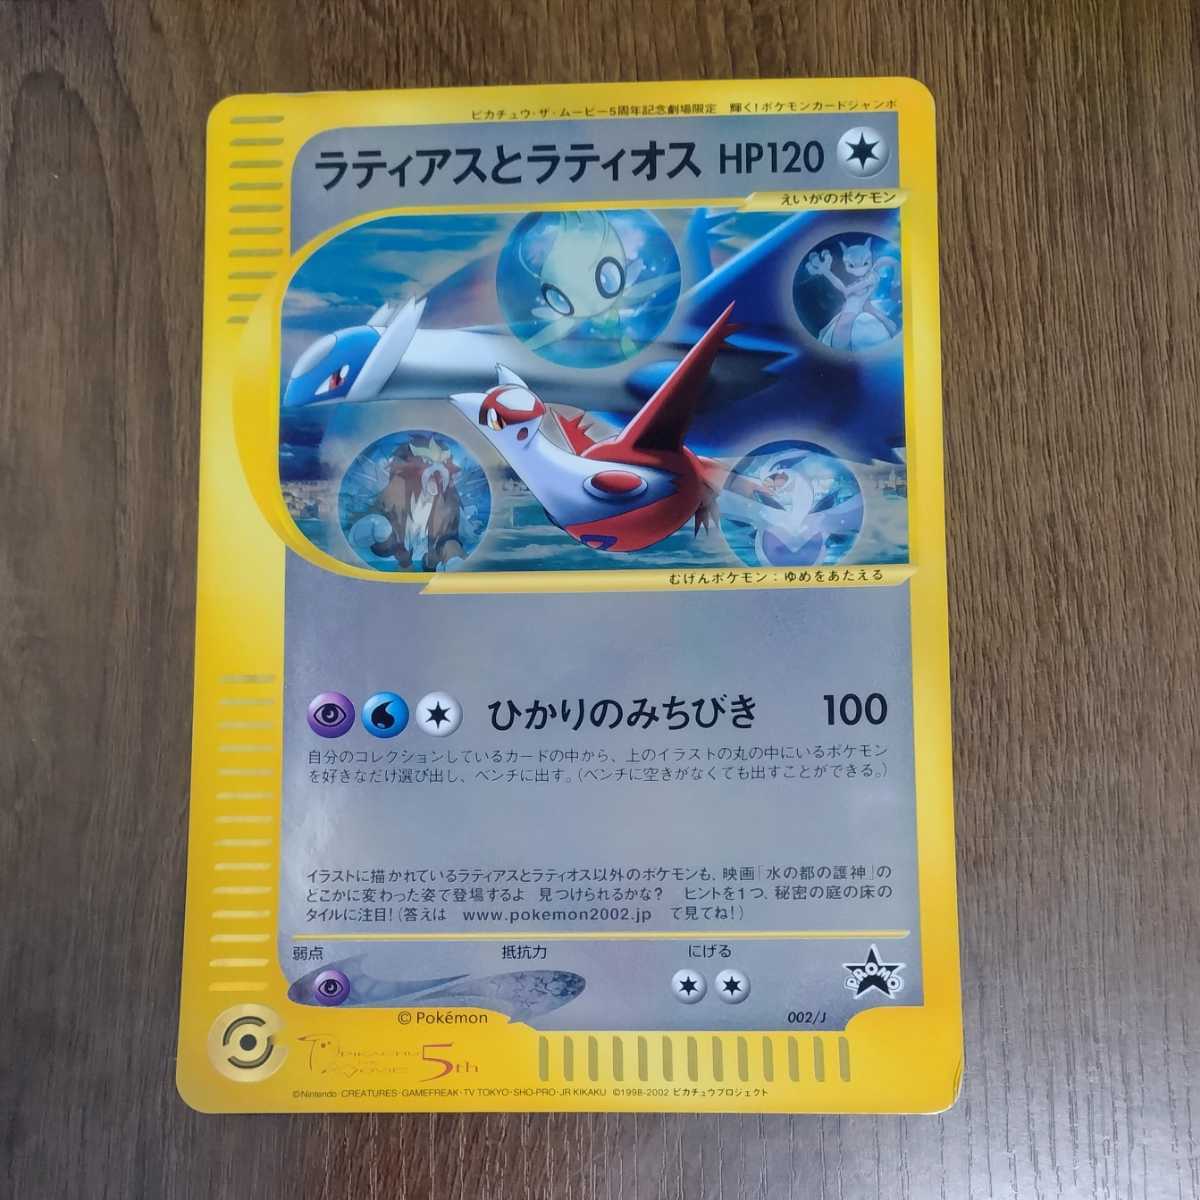 ピカチュウ・ザ・ムービー5周年記念劇場限定 輝く!ポケモンカードジャンボ
ラティアスとラティオス HP120
えいがのポケモン
むげんポケモン:ゆめをあたえる
ひかりのみちびき 100
自分のコレクションしているカードの中から、上のイラストの丸の中にいるポケモン
を好きなだけ選び出し、ベンチに出す。(ベンチに空きがなくても出すことができる。)
イラストに描かれているラティアスとラティオス以外のポケモンも、映画「水の都の護神」の
どこかに変わった姿で登場するよ 見つけられるかな? ヒントを1つ、秘密の庭の床の
タイルに注目!(答えは www.pokemon2002.jp で見てね!)
弱点 抵抗力 にげる
PROMO
002/J
© Pokémon
PIKACHU THE MOVIE 5th
©Nintendo CREATURES・GAMEFREAK・TV TOKYO・SHO-PRO・JR KIKAKU ©1998-2002 ピカチュウプロジェクト